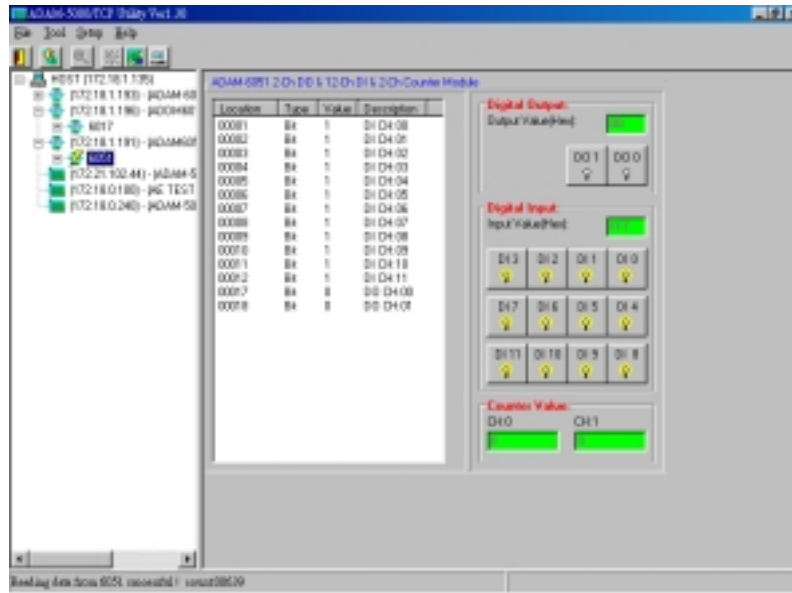 ADAM-5000/TCP Utility Ver1.
File Tool Setup Help
HOST (172.18.1.135)
(172.18.1.193) - (ADAM-60
(172.18.1.196) -
6017
(172.18.1.191) - (ADAM60
6051
(172.21.102.44) - (ADAM-5
(172.18.0.100) - (AE TEST
(172.18.0.240) - (ADAM-50
ADAM-6051 2-Ch D/O & 12-Ch D/I & 2-Ch Counter Module
Location Type Value Description
00001 Bit 1 DI CH:00
00002 Bit 1 DI CH:01
00003 Bit 1 DI CH:02
00004 Bit 1 DI CH:03
00005 Bit 1 DI CH:04
00006 Bit 1 DI CH:05
00007 Bit 1 DI CH:06
00008 Bit 1 DI CH:07
00009 Bit 1 DI CH:08
00010 Bit 1 DI CH:09
00011 Bit 1 DI CH:10
00012 Bit 1 DI CH:11
00017 Bit 0 DO CH:00
00018 Bit 0 DO CH:01
Digital Output:
Output Value(Hex):
DO 1 DO 0
Digital Input:
Input Value(Hex):
DI 3 DI 2 DI 1 DI 0
DI 7 DI 6 DI 5 DI 4
DI 11 DI 10 DI 9 DI 8
Counter Value:
CH:0 CH:1
Reading data from 6051 successful !